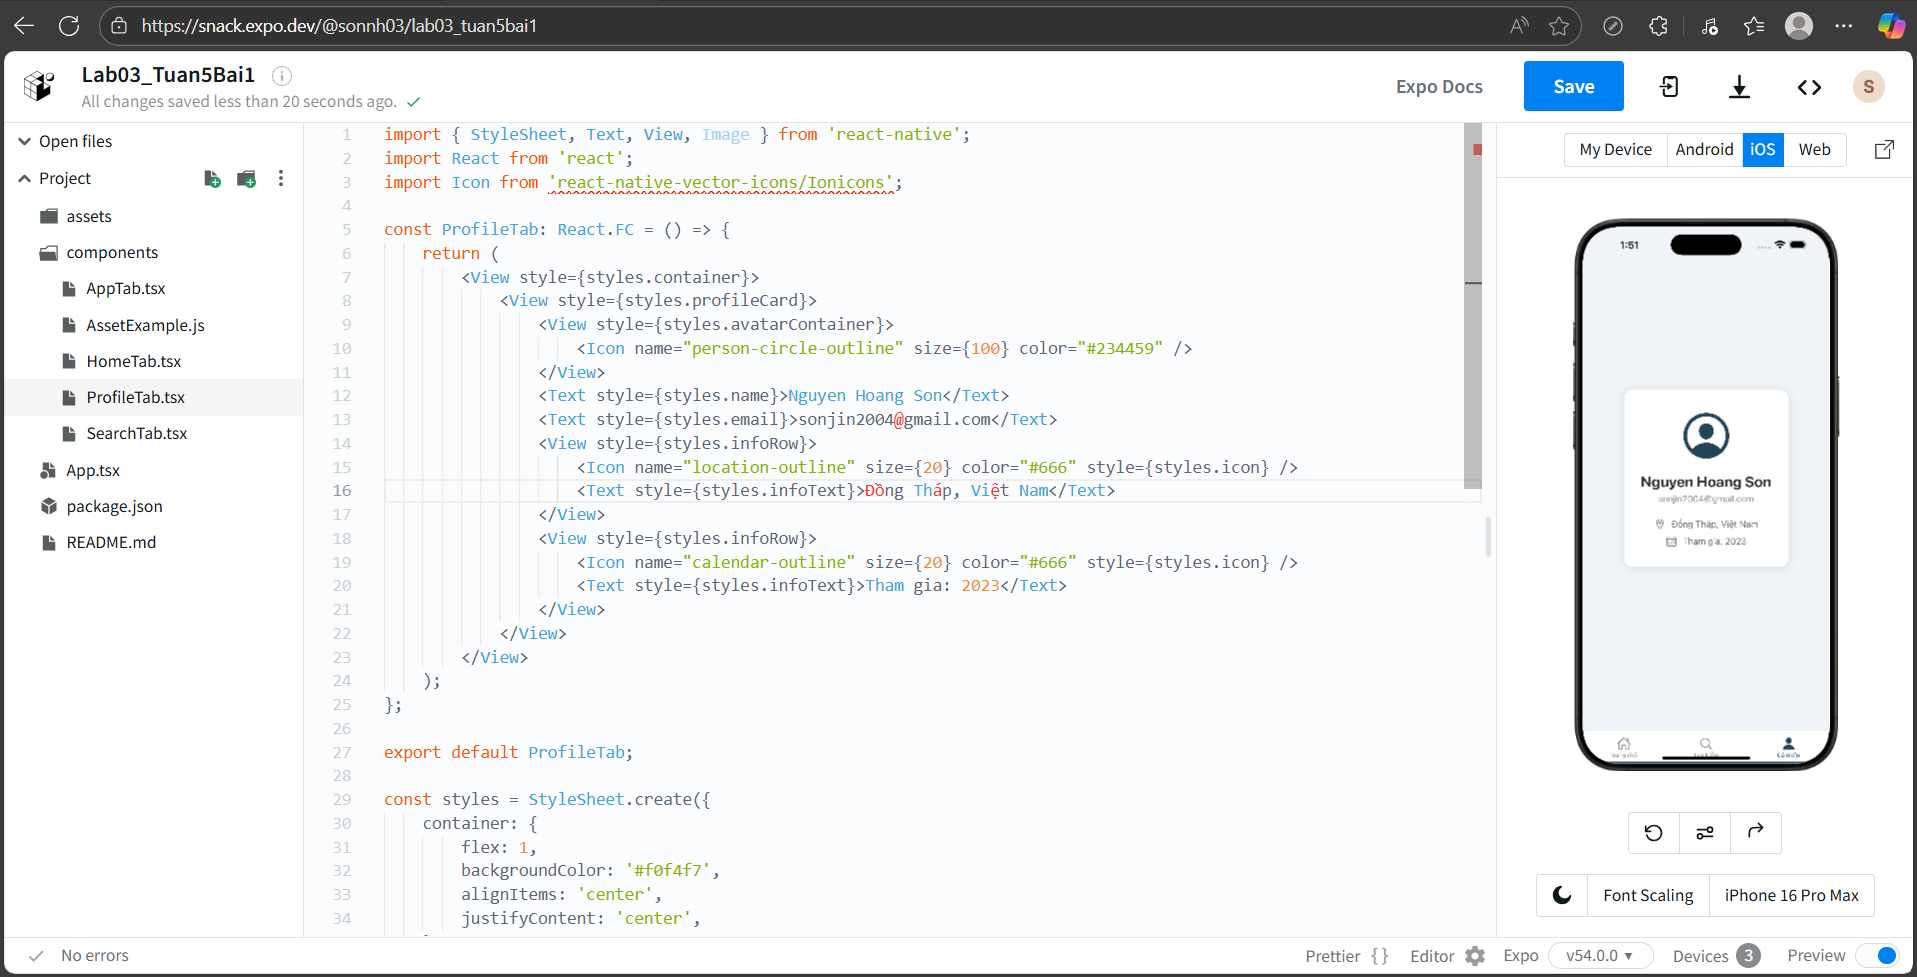 https://snack.expo.dev/@sonnh03/lab03_tuan5bai1
Lab03_Tuan5Bai1
All changes saved less than 20 seconds ago.
Expo Docs
Save
S
Open files
Project
assets
components
AppTab.tsx
AssetExample.js
HomeTab.tsx
ProfileTab.tsx
SearchTab.tsx
App.tsx
package.json
README.md
1 import { StyleSheet, Text, View, Image } from 'react-native';
2 import React from 'react';
3 import Icon from 'react-native-vector-icons/Ionicons';
4
5 const ProfileTab: React.FC = () => {
6 return (
7 <View style={styles.container}>
8 <View style={styles.profileCard}>
9 <View style={styles.avatarContainer}>
10 <Icon name="person-circle-outline" size={100} color="#234459" />
11 </View>
12 <Text style={styles.name}>Nguyen Hoang Son</Text>
13 <Text style={styles.email}>sonjin2004@gmail.com</Text>
14 <View style={styles.infoRow}>
15 <Icon name="location-outline" size={20} color="#666" style={styles.icon} />
16 <Text style={styles.infoText}>Đồng Tháp, Việt Nam</Text>
17 </View>
18 <View style={styles.infoRow}>
19 <Icon name="calendar-outline" size={20} color="#666" style={styles.icon} />
20 <Text style={styles.infoText}>Tham gia: 2023</Text>
21 </View>
22 </View>
23 </View>
24 );
25 };
26
27 export default ProfileTab;
28
29 const styles = StyleSheet.create({
30 container: {
31 flex: 1,
32 backgroundColor: '#f0f4f7',
33 alignItems: 'center',
34 justifyContent: 'center',
My Device
Android
iOS
Web
1:51
Nguyen Hoang Son
sonjin2004@gmail.com
Đồng Tháp, Việt Nam
Tham gia: 2023
Font Scaling
iPhone 16 Pro Max
No errors
Prettier { }
Editor
Expo
v54.0.0
Devices 3
Preview